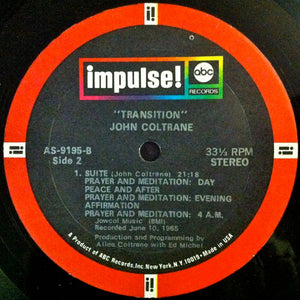 impulse!
abc
RECORDS
"TRANSITION"
JOHN COLTRANE
AS-9195-B
Side 2
33⅓ RPM
STEREO
1. SUITE (John Coltrane) 21:18
PRAYER AND MEDITATION: DAY
PEACE AND AFTER
PRAYER AND MEDITATION: EVENING
AFFIRMATION
PRAYER AND MEDITATION: 4 A.M.
Jowcol Music (BMI)
Recorded June 10, 1965
Production and Programming by
Alice Coltrane with Ed Michel
A Product of ABC Records, Inc. New York, N.Y. 10019 • Made in USA